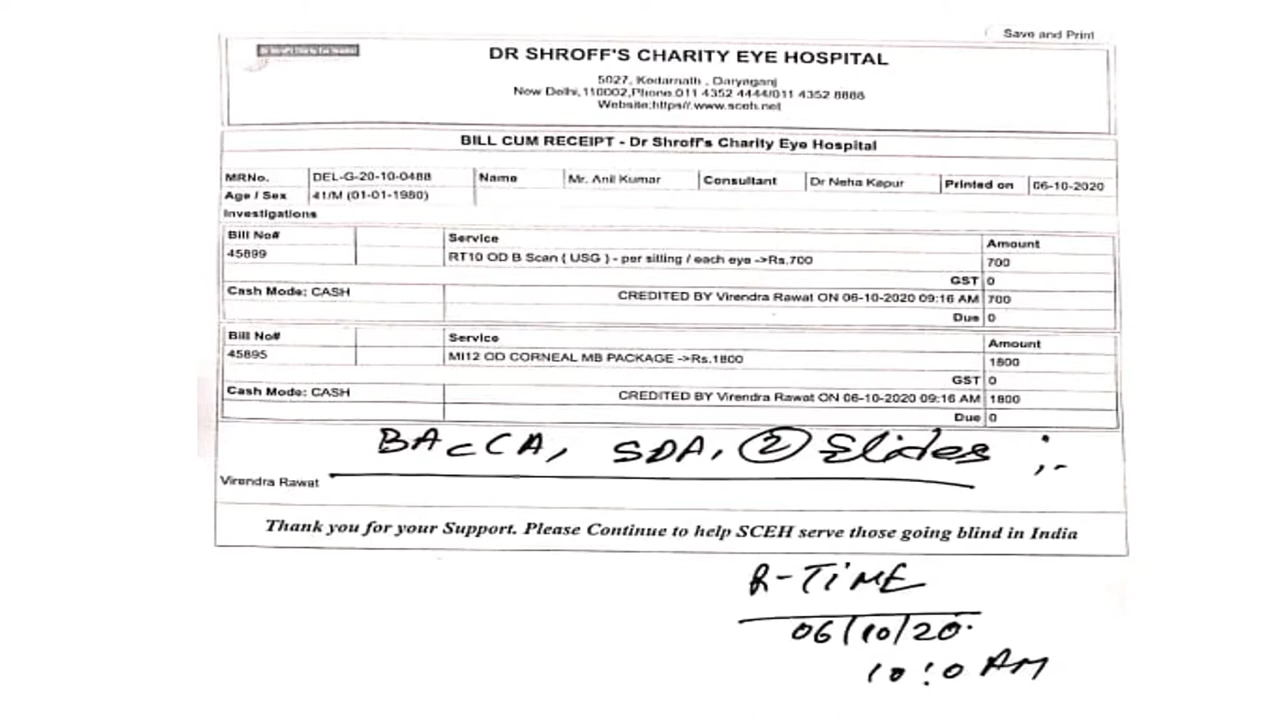 Save and Print
Dr Shroff's Charity Eye Hospital
DR SHROFF'S CHARITY EYE HOSPITAL
5027, Kedarnath , Daryaganj
New Delhi,110002,Phone.011 4352 4444/011 4352 8888
Website:https//.www.sceh.net
BILL CUM RECEIPT - Dr Shroff's Charity Eye Hospital
MRNo. DEL-G-20-10-0488 Name Mr. Anil Kumar Consultant Dr Neha Kapur Printed on 06-10-2020
Age / Sex 41/M (01-01-1980)
Investigations
Bill No# Service Amount
45899 RT10 OD B Scan ( USG ) - per sitting / each eye ->Rs.700 700
GST 0
Cash Mode: CASH CREDITED BY Virendra Rawat ON 06-10-2020 09:16 AM 700
Due 0
Bill No# Service Amount
45895 MI12 OD CORNEAL MB PACKAGE ->Rs.1800 1800
GST 0
Cash Mode: CASH CREDITED BY Virendra Rawat ON 06-10-2020 09:16 AM 1800
Due 0
BACCA, SDA, 2 Slides :-
Virendra Rawat
Thank you for your Support. Please Continue to help SCEH serve those going blind in India
R-TIME
06/10/20.
10:0 AM